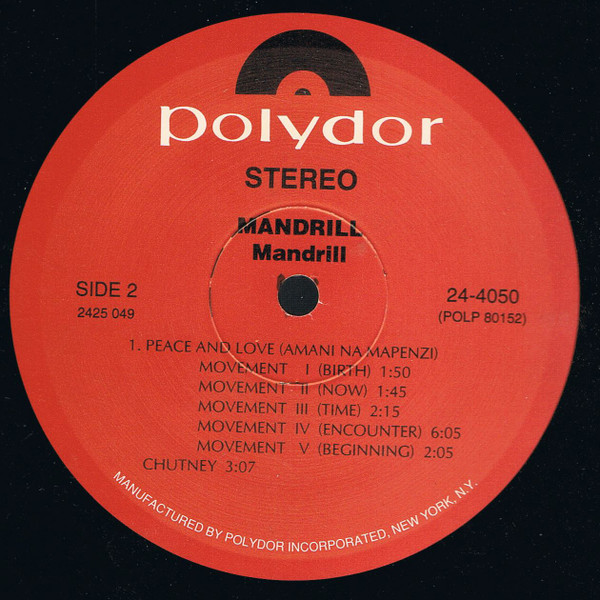 polydor
STEREO
MANDRILL
Mandrill
SIDE 2
2425 049
24-4050
(POLP 80152)
1. PEACE AND LOVE (AMANI NA MAPENZI)
MOVEMENT I (BIRTH) 1:50
MOVEMENT II (NOW) 1:45
MOVEMENT III (TIME) 2:15
MOVEMENT IV (ENCOUNTER) 6:05
MOVEMENT V (BEGINNING) 2:05
CHUTNEY 3:07
MANUFACTURED BY POLYDOR INCORPORATED, NEW YORK, N.Y.